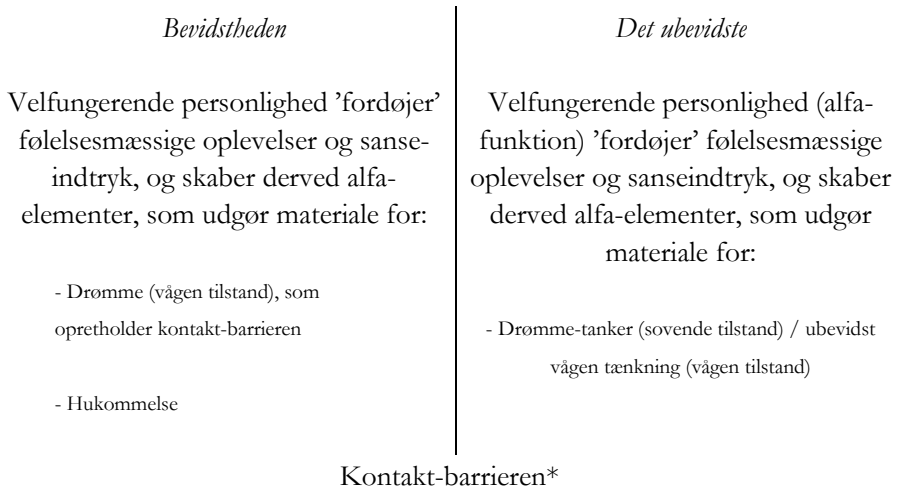 Bevidstheden
Velfungerende personlighed ’fordøjer’
følelsesmæssige oplevelser og sanse-
indtryk, og skaber derved alfa-
elementer, som udgør materiale for:
- Drømme (vågen tilstand), som
opretholder kontakt-barrieren
- Hukommelse
Det ubevidste
Velfungerende personlighed (alfa-
funktion) ’fordøjer’ følelsesmæssige
oplevelser og sanseindtryk, og skaber
derved alfa-elementer, som udgør
materiale for:
- Drømme-tanker (sovende tilstand) / ubevidst
vågen tænkning (vågen tilstand)
Kontakt-barrieren*